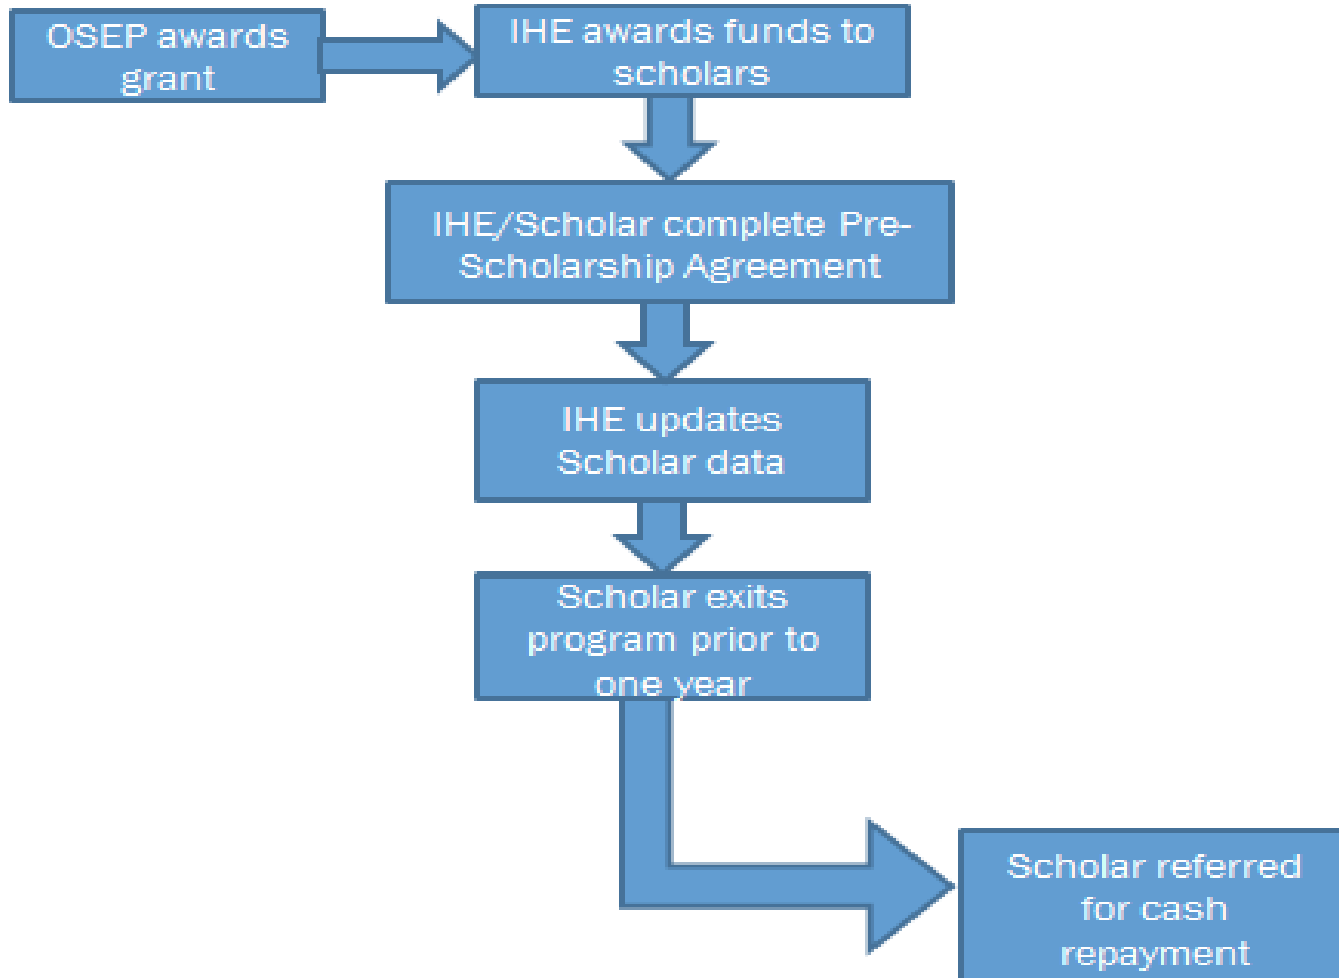 OSEP awards
grant
IHE awards funds to
scholars
IHE/Scholar complete Pre-
Scholarship Agreement
IHE updates
Scholar data
Scholar exits
program prior to
one year
Scholar referred
for cash
repayment